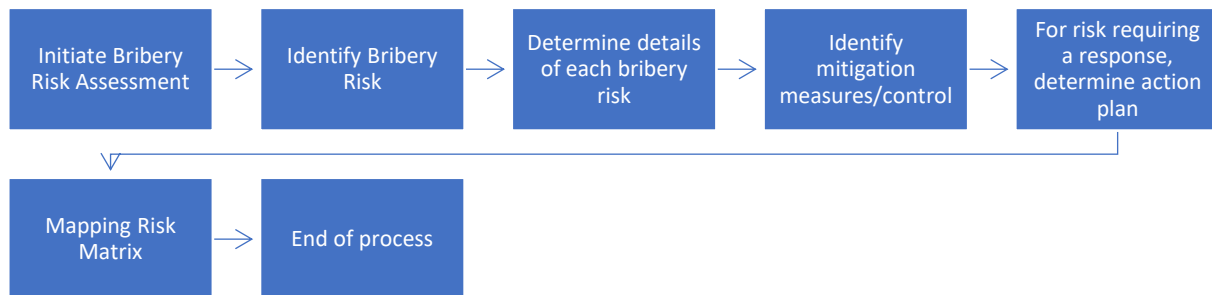 Initiate Bribery
Risk Assessment
Identify Bribery
Risk
Determine details
of each bribery
risk
Identify
mitigation
measures/control
For risk requiring
a response,
determine action
plan
Mapping Risk
Matrix
End of process